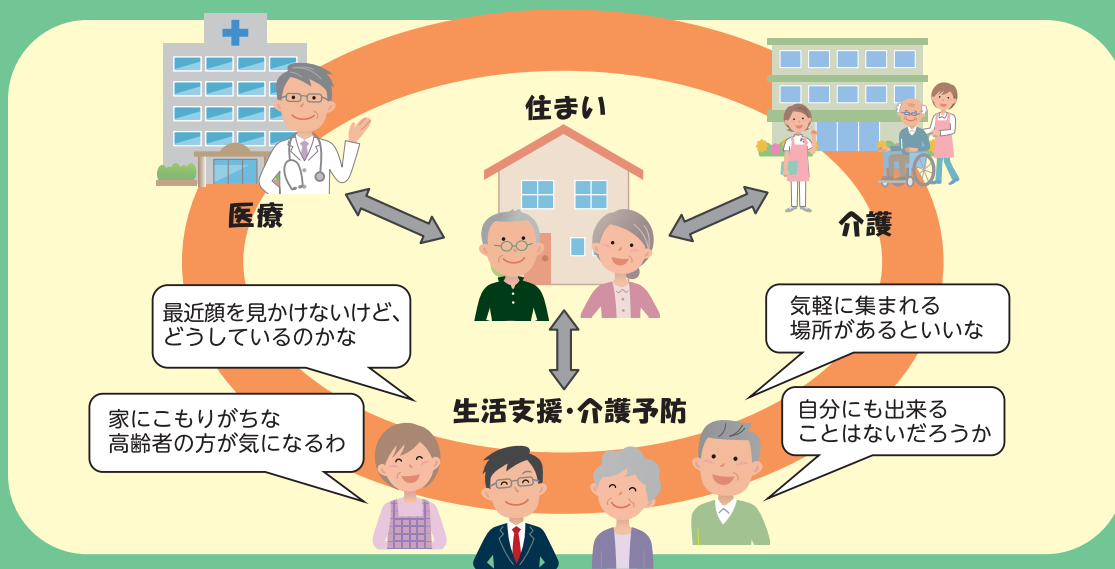 住まい
医療
介護
最近顔を見かけないけど、
どうしているのかな
気軽に集まれる
場所があるといいな
生活支援・介護予防
家にこもりがちな
高齢者の方が気になるわ
自分にも出来る
ことはないだろうか